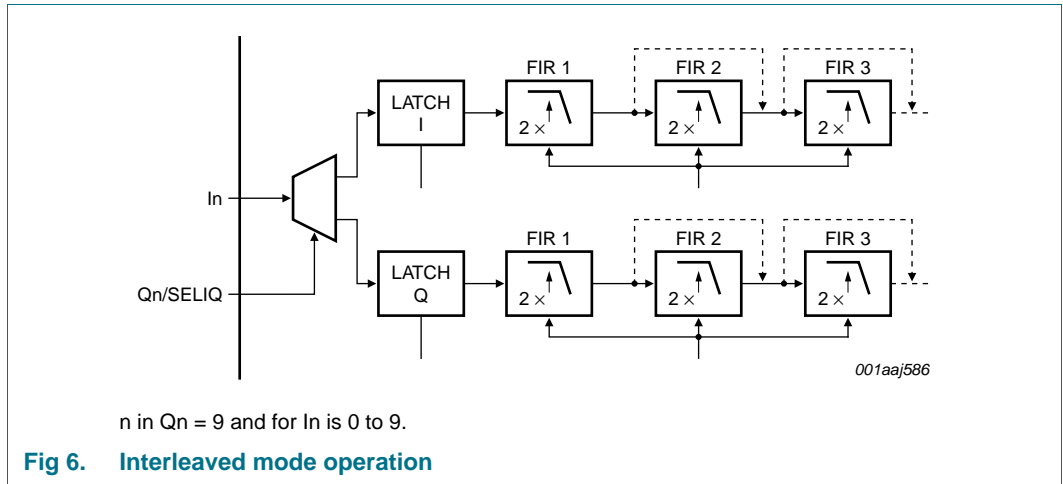 FIR 1 FIR 2 FIR 3
LATCH
I
2 × 2 × 2 ×
In
FIR 1 FIR 2 FIR 3
LATCH
Q
Qn/SELIQ
2 × 2 × 2 ×
001aaj586
n in Qn = 9 and for In is 0 to 9.
Fig 6. Interleaved mode operation